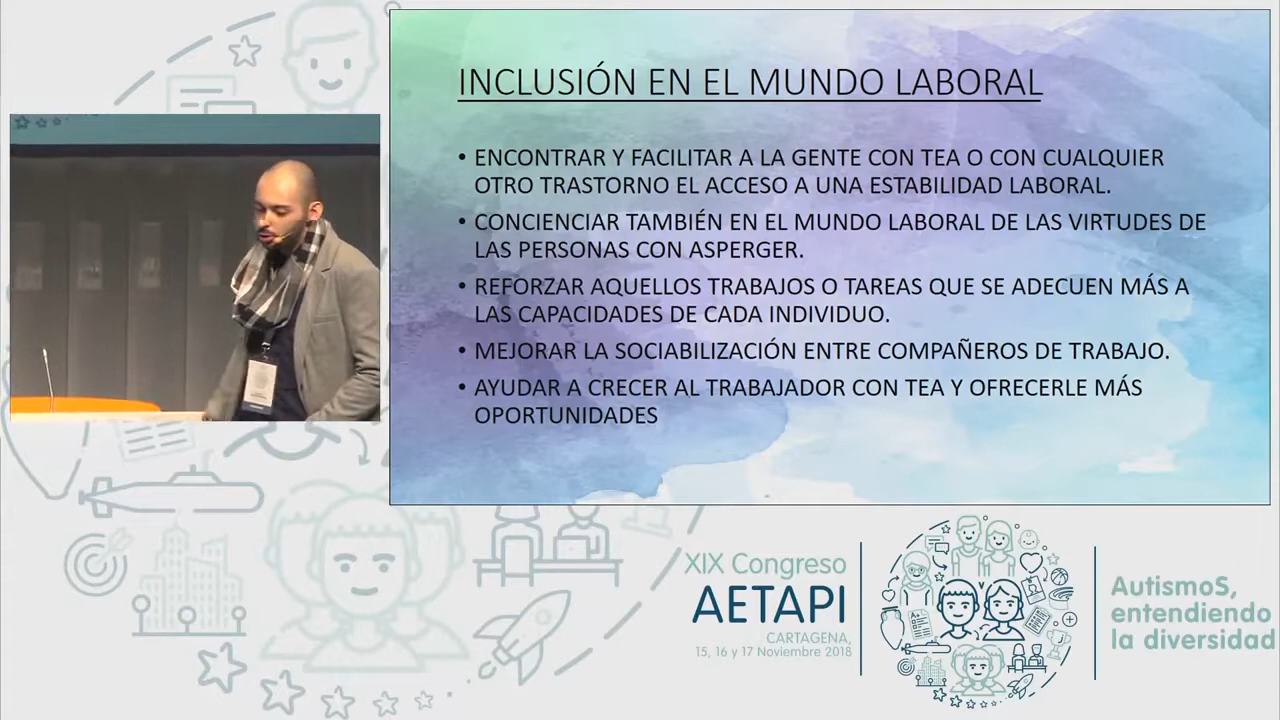 INCLUSIÓN EN EL MUNDO LABORAL
• ENCONTRAR Y FACILITAR A LA GENTE CON TEA O CON CUALQUIER
OTRO TRASTORNO EL ACCESO A UNA ESTABILIDAD LABORAL.
• CONCIENCIAR TAMBIÉN EN EL MUNDO LABORAL DE LAS VIRTUDES DE
LAS PERSONAS CON ASPERGER.
• REFORZAR AQUELLOS TRABAJOS O TAREAS QUE SE ADECUEN MÁS A
LAS CAPACIDADES DE CADA INDIVIDUO.
• MEJORAR LA SOCIABILIZACIÓN ENTRE COMPAÑEROS DE TRABAJO.
• AYUDAR A CRECER AL TRABAJADOR CON TEA Y OFRECERLE MÁS
OPORTUNIDADES
XIX Congreso
AETAPI
CARTAGENA,
15, 16 y 17 Noviembre 2018
AutismoS,
entendiendo
la diversidad